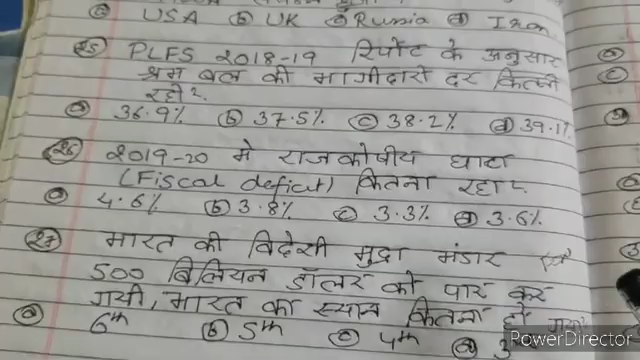 ⓐ USA ⓑ UK ⓒ Russia ⓓ Iran
25 PLFS 2018-19 रिपोर्ट के अनुसार
श्रम बल की भागीदारी दर कितनी
रही?
ⓐ 36.9% ⓑ 37.5% ⓒ 38.2% ⓓ 39.1%
26 2019-20 मे राजकोषीय घाटा
(Fiscal deficit) कितना रहा?
ⓐ 4.6% ⓑ 3.8% ⓒ 3.3% ⓓ 3.6%
27 भारत की विदेशी मुद्रा भंडार
500 बिलियन डॉलर को पार कर
गयी, भारत का स्थान कितना हो गया
ⓐ 6th ⓑ 5th ⓒ 4th ⓓ
PowerDirector